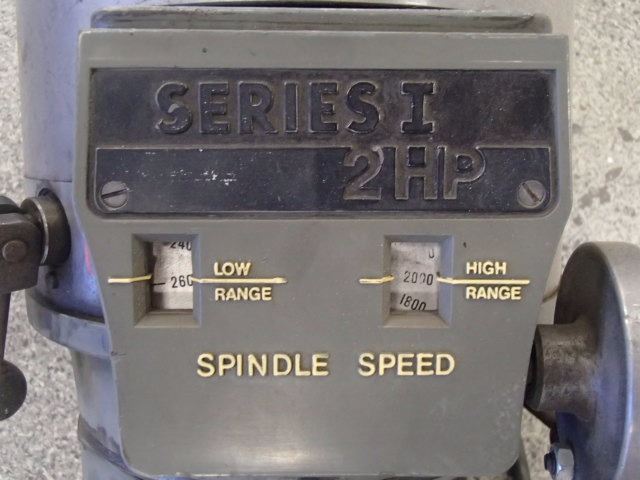 SERIES I
2HP
240
260
LOW
RANGE
2000
1800
HIGH
RANGE
SPINDLE SPEED